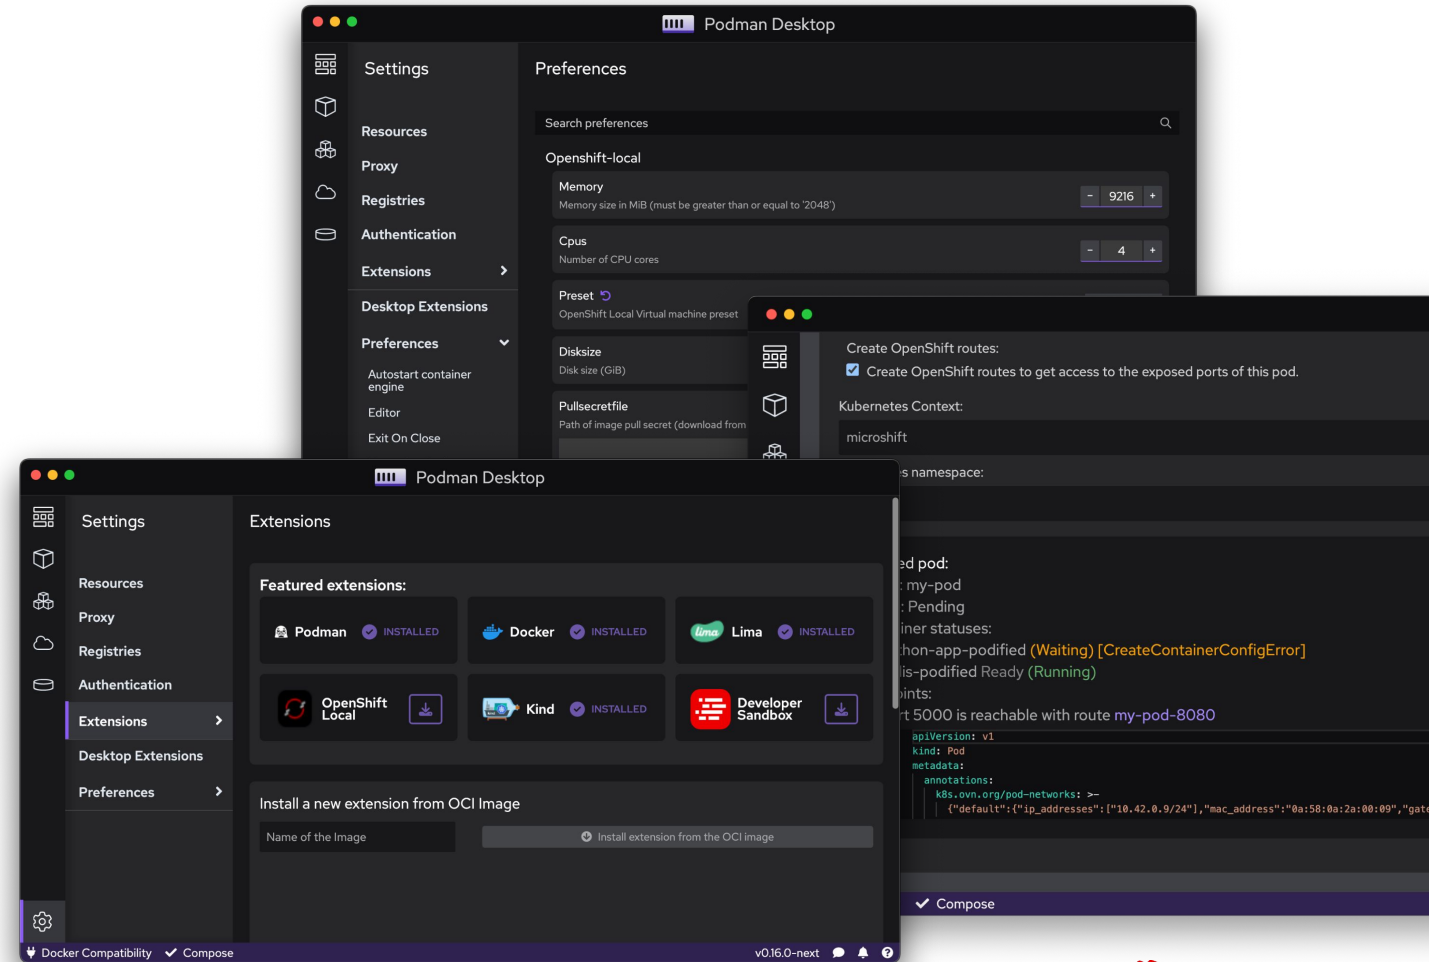 Podman Desktop
Settings
Resources
Proxy
Registries
Authentication
Extensions
Desktop Extensions
Preferences
Autostart container
engine
Editor
Exit On Close
Preferences
Search preferences
Openshift-local
Memory
Memory size in MiB (must be greater than or equal to '2048')
- 9216 +
Cpus
Number of CPU cores
- 4 +
Preset
OpenShift Local Virtual machine preset
Disksize
Disk size (GiB)
Pullsecretfile
Path of image pull secret (download from
Create OpenShift routes:
Create OpenShift routes to get access to the exposed ports of this pod.
Kubernetes Context:
microshift
s namespace:
ed pod:
: my-pod
: Pending
iner statuses:
thon-app-podified (Waiting) [CreateContainerConfigError]
lis-podified Ready (Running)
ints:
rt 5000 is reachable with route my-pod-8080
apiVersion: v1
kind: Pod
metadata:
annotations:
k8s.ovn.org/pod-networks: >-
{"default":{"ip_addresses":["10.42.0.9/24"],"mac_address":"0a:58:0a:2a:00:09","gate
Compose
Podman Desktop
Settings
Resources
Proxy
Registries
Authentication
Extensions
Desktop Extensions
Preferences
Extensions
Featured extensions:
Podman INSTALLED
Docker INSTALLED
lima Lima INSTALLED
OpenShift
Local
Kind INSTALLED
Developer
Sandbox
Install a new extension from OCI Image
Name of the Image
Install extension from the OCI image
Docker Compatibility Compose
v0.16.0-next